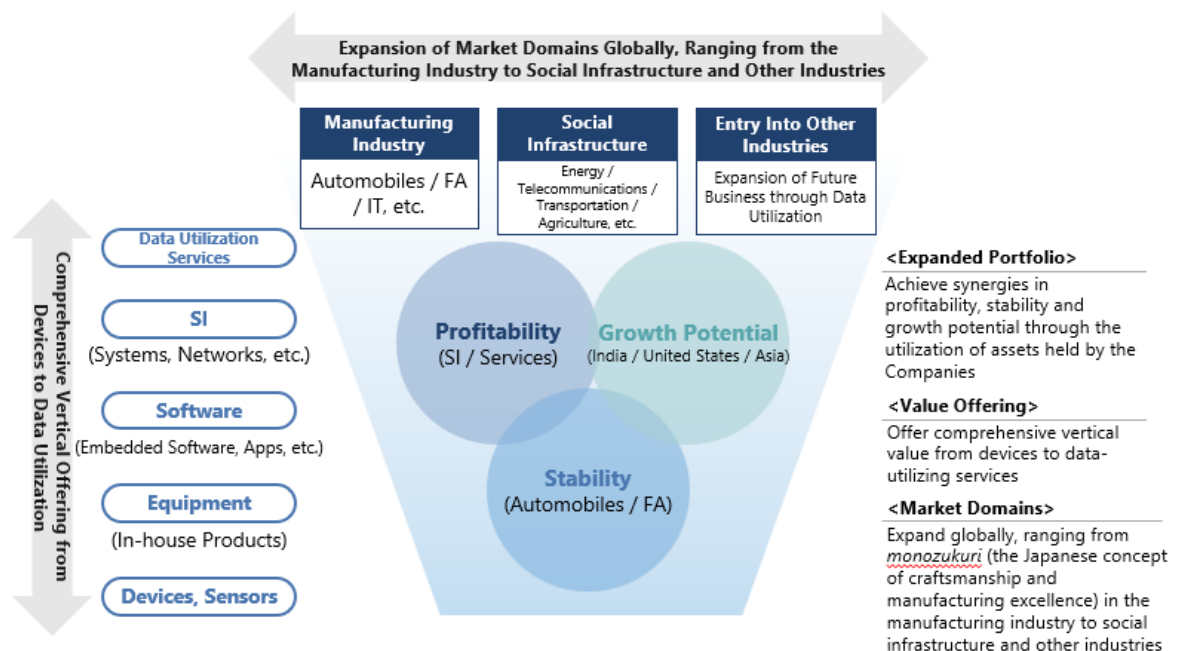 Expansion of Market Domains Globally, Ranging from the
Manufacturing Industry to Social Infrastructure and Other Industries
Manufacturing
Industry
Automobiles / FA
/ IT, etc.
Social
Infrastructure
Energy /
Telecommunications /
Transportation /
Agriculture, etc.
Entry Into Other
Industries
Expansion of Future
Business through Data
Utilization
Comprehensive Vertical Offering from
Devices to Data Utilization
Data Utilization
Services
SI
(Systems, Networks, etc.)
Software
(Embedded Software, Apps, etc.)
Equipment
(In-house Products)
Devices, Sensors
Profitability
(SI / Services)
Growth Potential
(India / United States / Asia)
Stability
(Automobiles / FA)
<Expanded Portfolio>
Achieve synergies in
profitability, stability and
growth potential through the
utilization of assets held by the
Companies
<Value Offering>
Offer comprehensive vertical
value from devices to data-
utilizing services
<Market Domains>
Expand globally, ranging from
monozukuri (the Japanese concept
of craftsmanship and
manufacturing excellence) in the
manufacturing industry to social
infrastructure and other industries